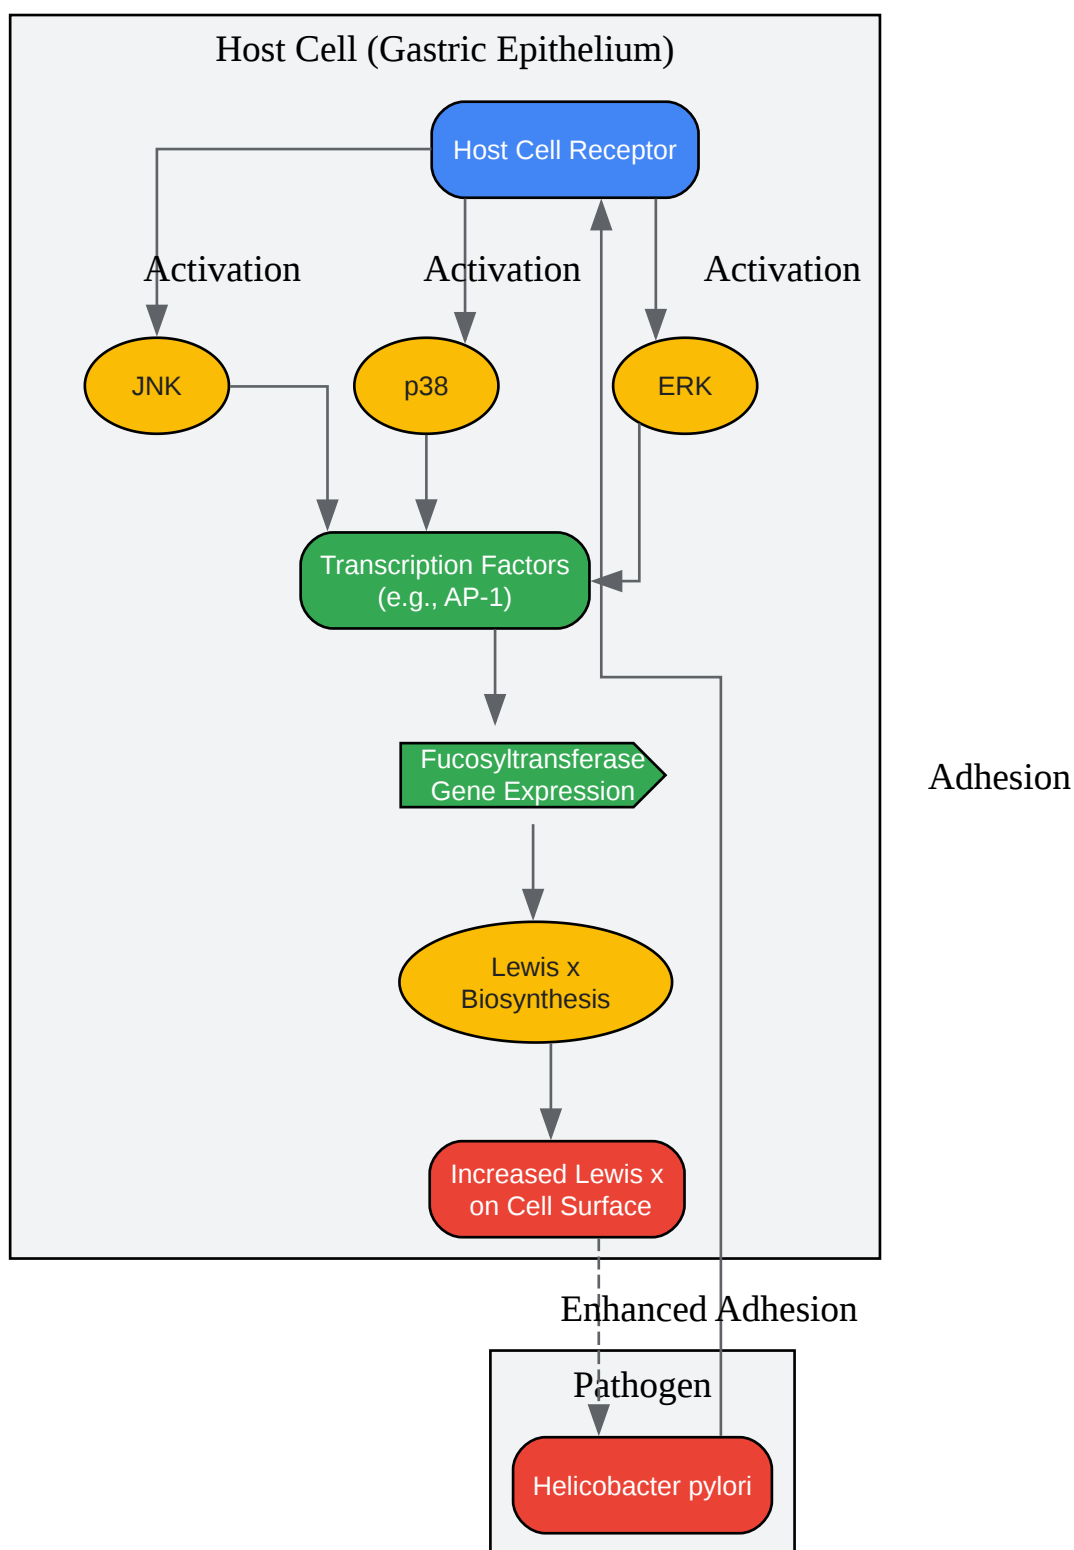 Host Cell (Gastric Epithelium)
Host Cell Receptor
Activation
Activation
Activation
JNK
p38
ERK
Transcription Factors
(e.g., AP-1)
Fucosyltransferase
Gene Expression
Adhesion
Lewis x
Biosynthesis
Increased Lewis x
on Cell Surface
Enhanced Adhesion
Pathogen
Helicobacter pylori